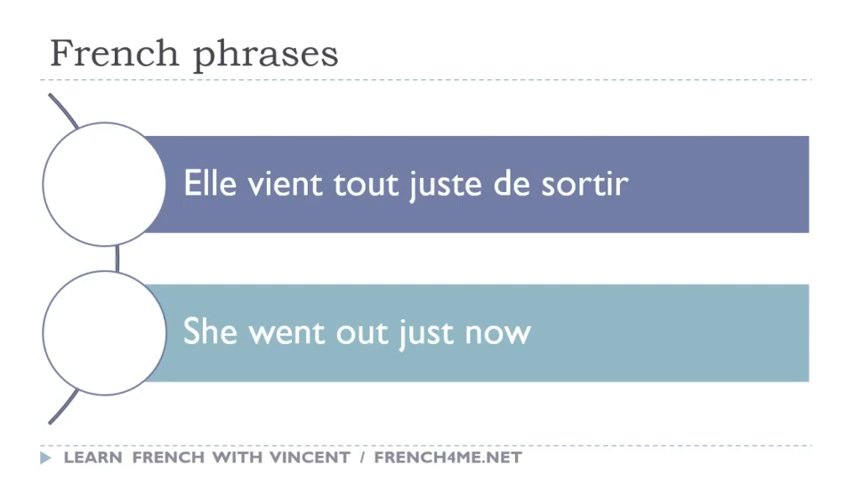 French phrases
Elle vient tout juste de sortir
She went out just now
LEARN FRENCH WITH VINCENT / FRENCH4ME.NET